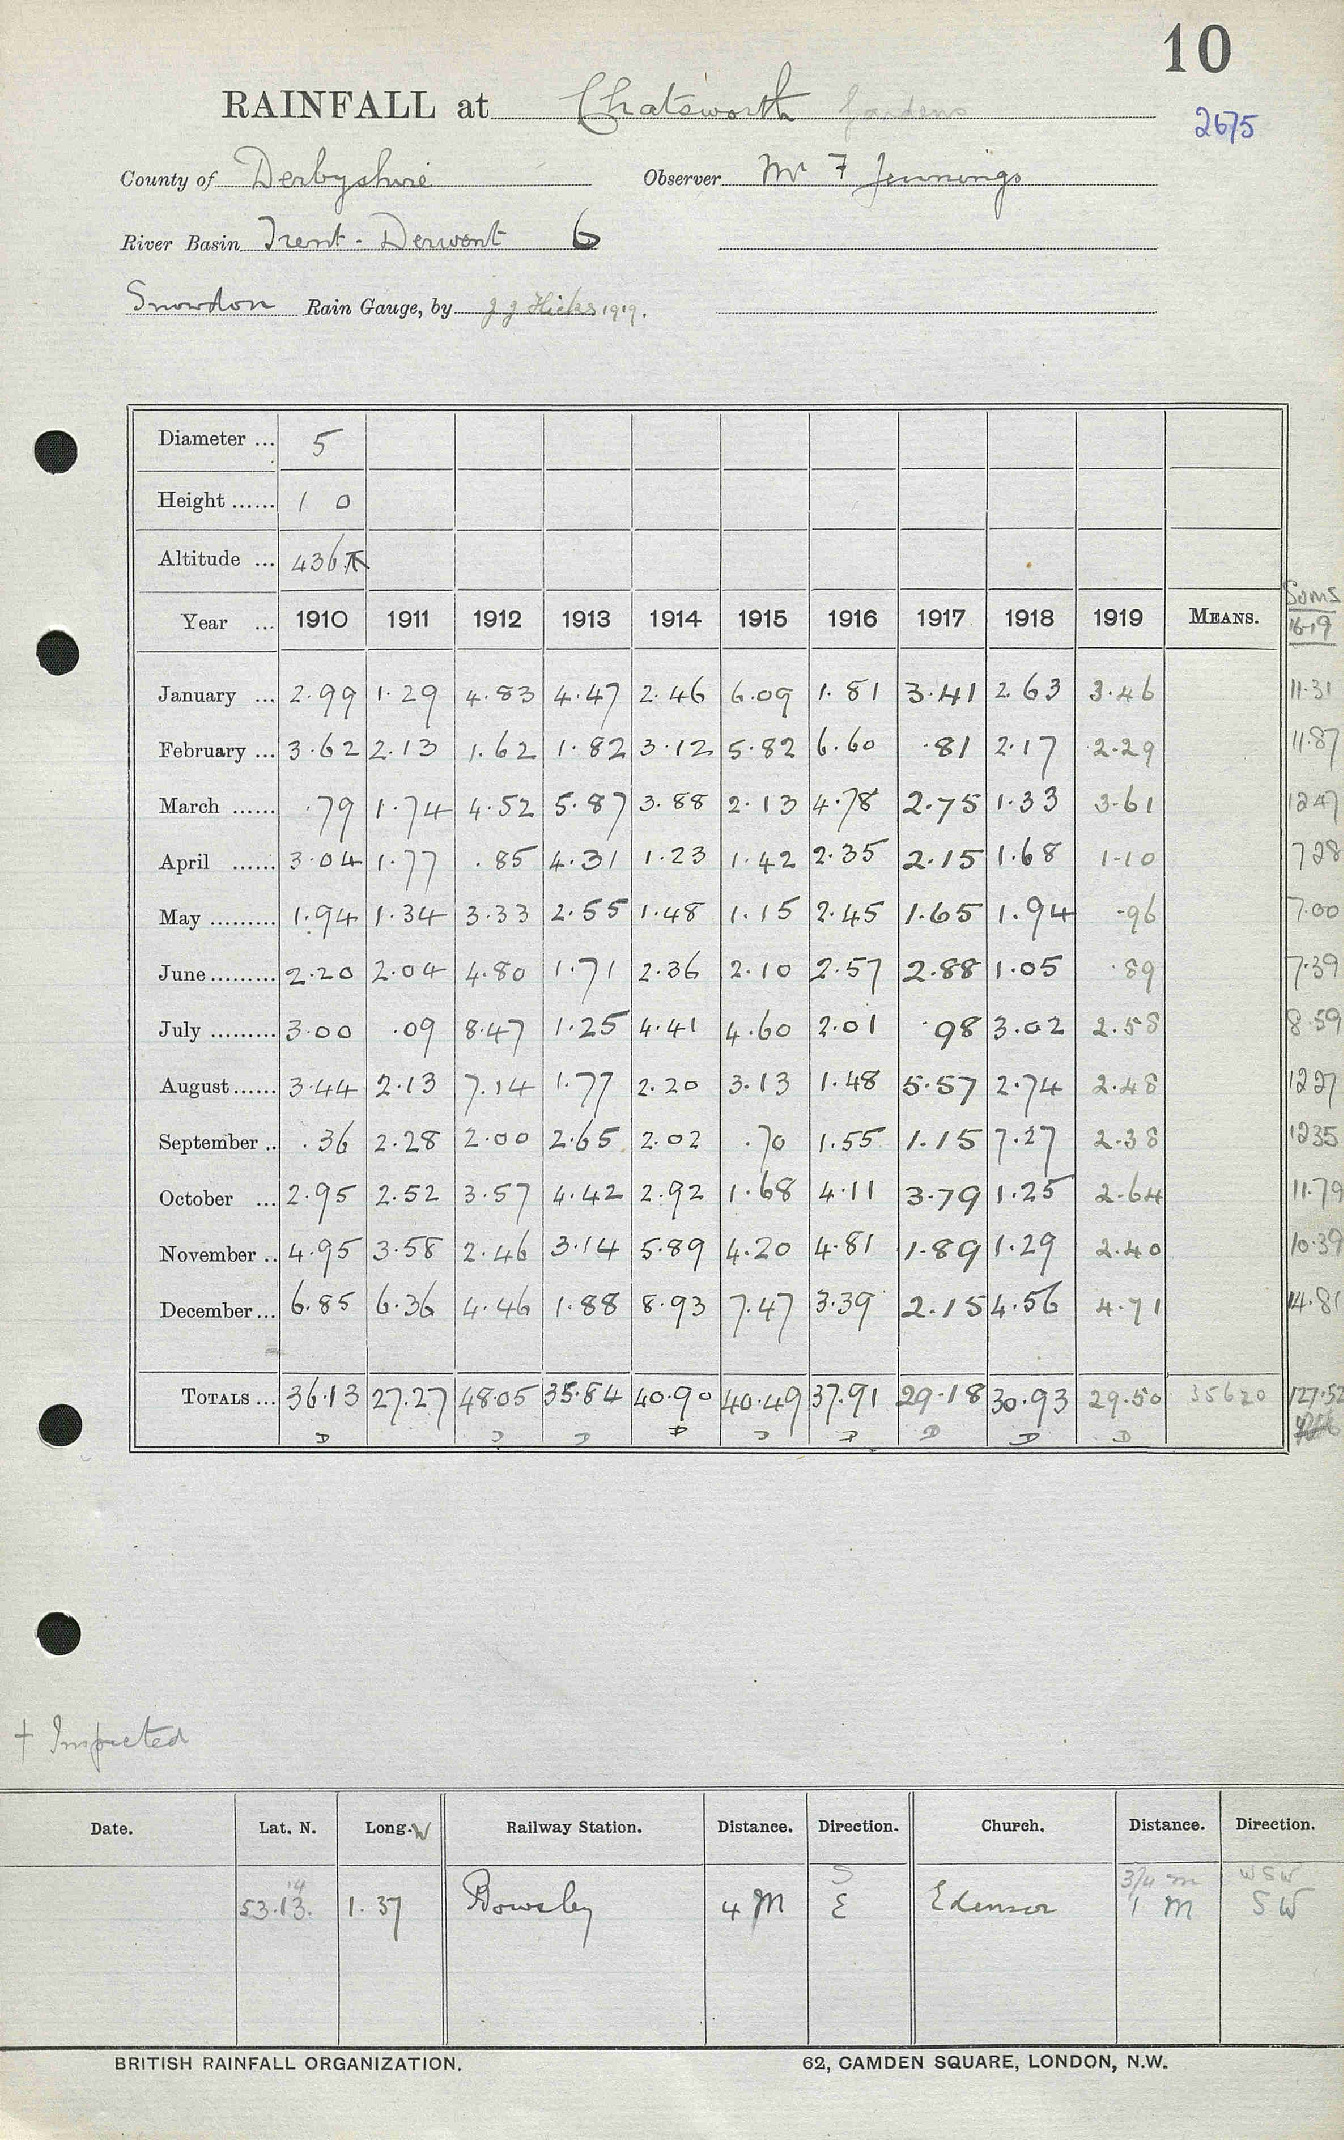 10
RAINFALL at Chatsworth Gardens
2675
County of Derbyshire Observer Mr F Jennings
River Basin Trent - Derwent 6
Snowdon Rain Gauge, by J J Hicks 1919.
Diameter ... 5
Height ...... 1 0
Altitude ... 436
Sums
Year ... 1910 1911 1912 1913 1914 1915 1916 1917 1918 1919 MEANS. 16-19
January ... 2.99 1.29 4.83 4.47 2.46 6.09 1.81 3.41 2.63 3.46 11.31
February ... 3.62 2.13 1.62 1.82 3.12 5.82 6.60 .81 2.17 2.29 11.87
March ...... .79 1.74 4.52 5.87 3.88 2.13 4.78 2.75 1.33 3.61 12.47
April ...... 3.04 1.77 .85 4.31 1.23 1.42 2.35 2.15 1.68 1.10 7.28
May ......... 1.94 1.34 3.33 2.55 1.48 1.15 2.45 1.65 1.94 .96 7.00
June ......... 2.20 2.04 4.80 1.71 2.36 2.10 2.57 2.88 1.05 .89 7.39
July ......... 3.00 .09 8.47 1.25 4.41 4.60 2.01 .98 3.02 2.58 8.59
August ...... 3.44 2.13 7.14 1.77 2.20 3.13 1.48 5.57 2.74 2.48 12.27
September .. .36 2.28 2.00 2.65 2.02 .70 1.55 1.15 7.27 2.38 12.35
October ... 2.95 2.52 3.57 4.42 2.92 1.68 4.11 3.79 1.25 2.64 11.79
November .. 4.95 3.58 2.46 3.14 5.89 4.20 4.81 1.89 1.29 2.40 10.39
December ... 6.85 6.36 4.46 1.88 8.93 7.47 3.39 2.15 4.56 4.71 14.81
TOTALS ... 36.13 27.27 48.05 35.84 40.90 40.49 37.91 29.18 30.93 29.50 356 20 127.52
D D D D D D D D D
+ Inspected
Date. Lat. N. Long. W Railway Station. Distance. Direction. Church. Distance. Direction.
14 S 3/4 m WSW
53.13. 1.37 Rowsley 4 M E Edensor 1 M SW
BRITISH RAINFALL ORGANIZATION. 62, CAMDEN SQUARE, LONDON, N.W.